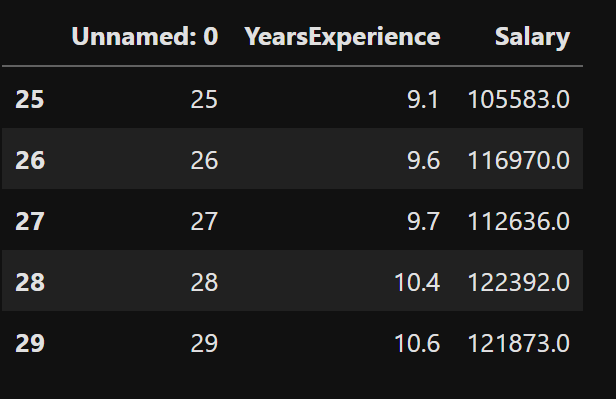 Unnamed: 0 YearsExperience Salary
25 25 9.1 105583.0
26 26 9.6 116970.0
27 27 9.7 112636.0
28 28 10.4 122392.0
29 29 10.6 121873.0